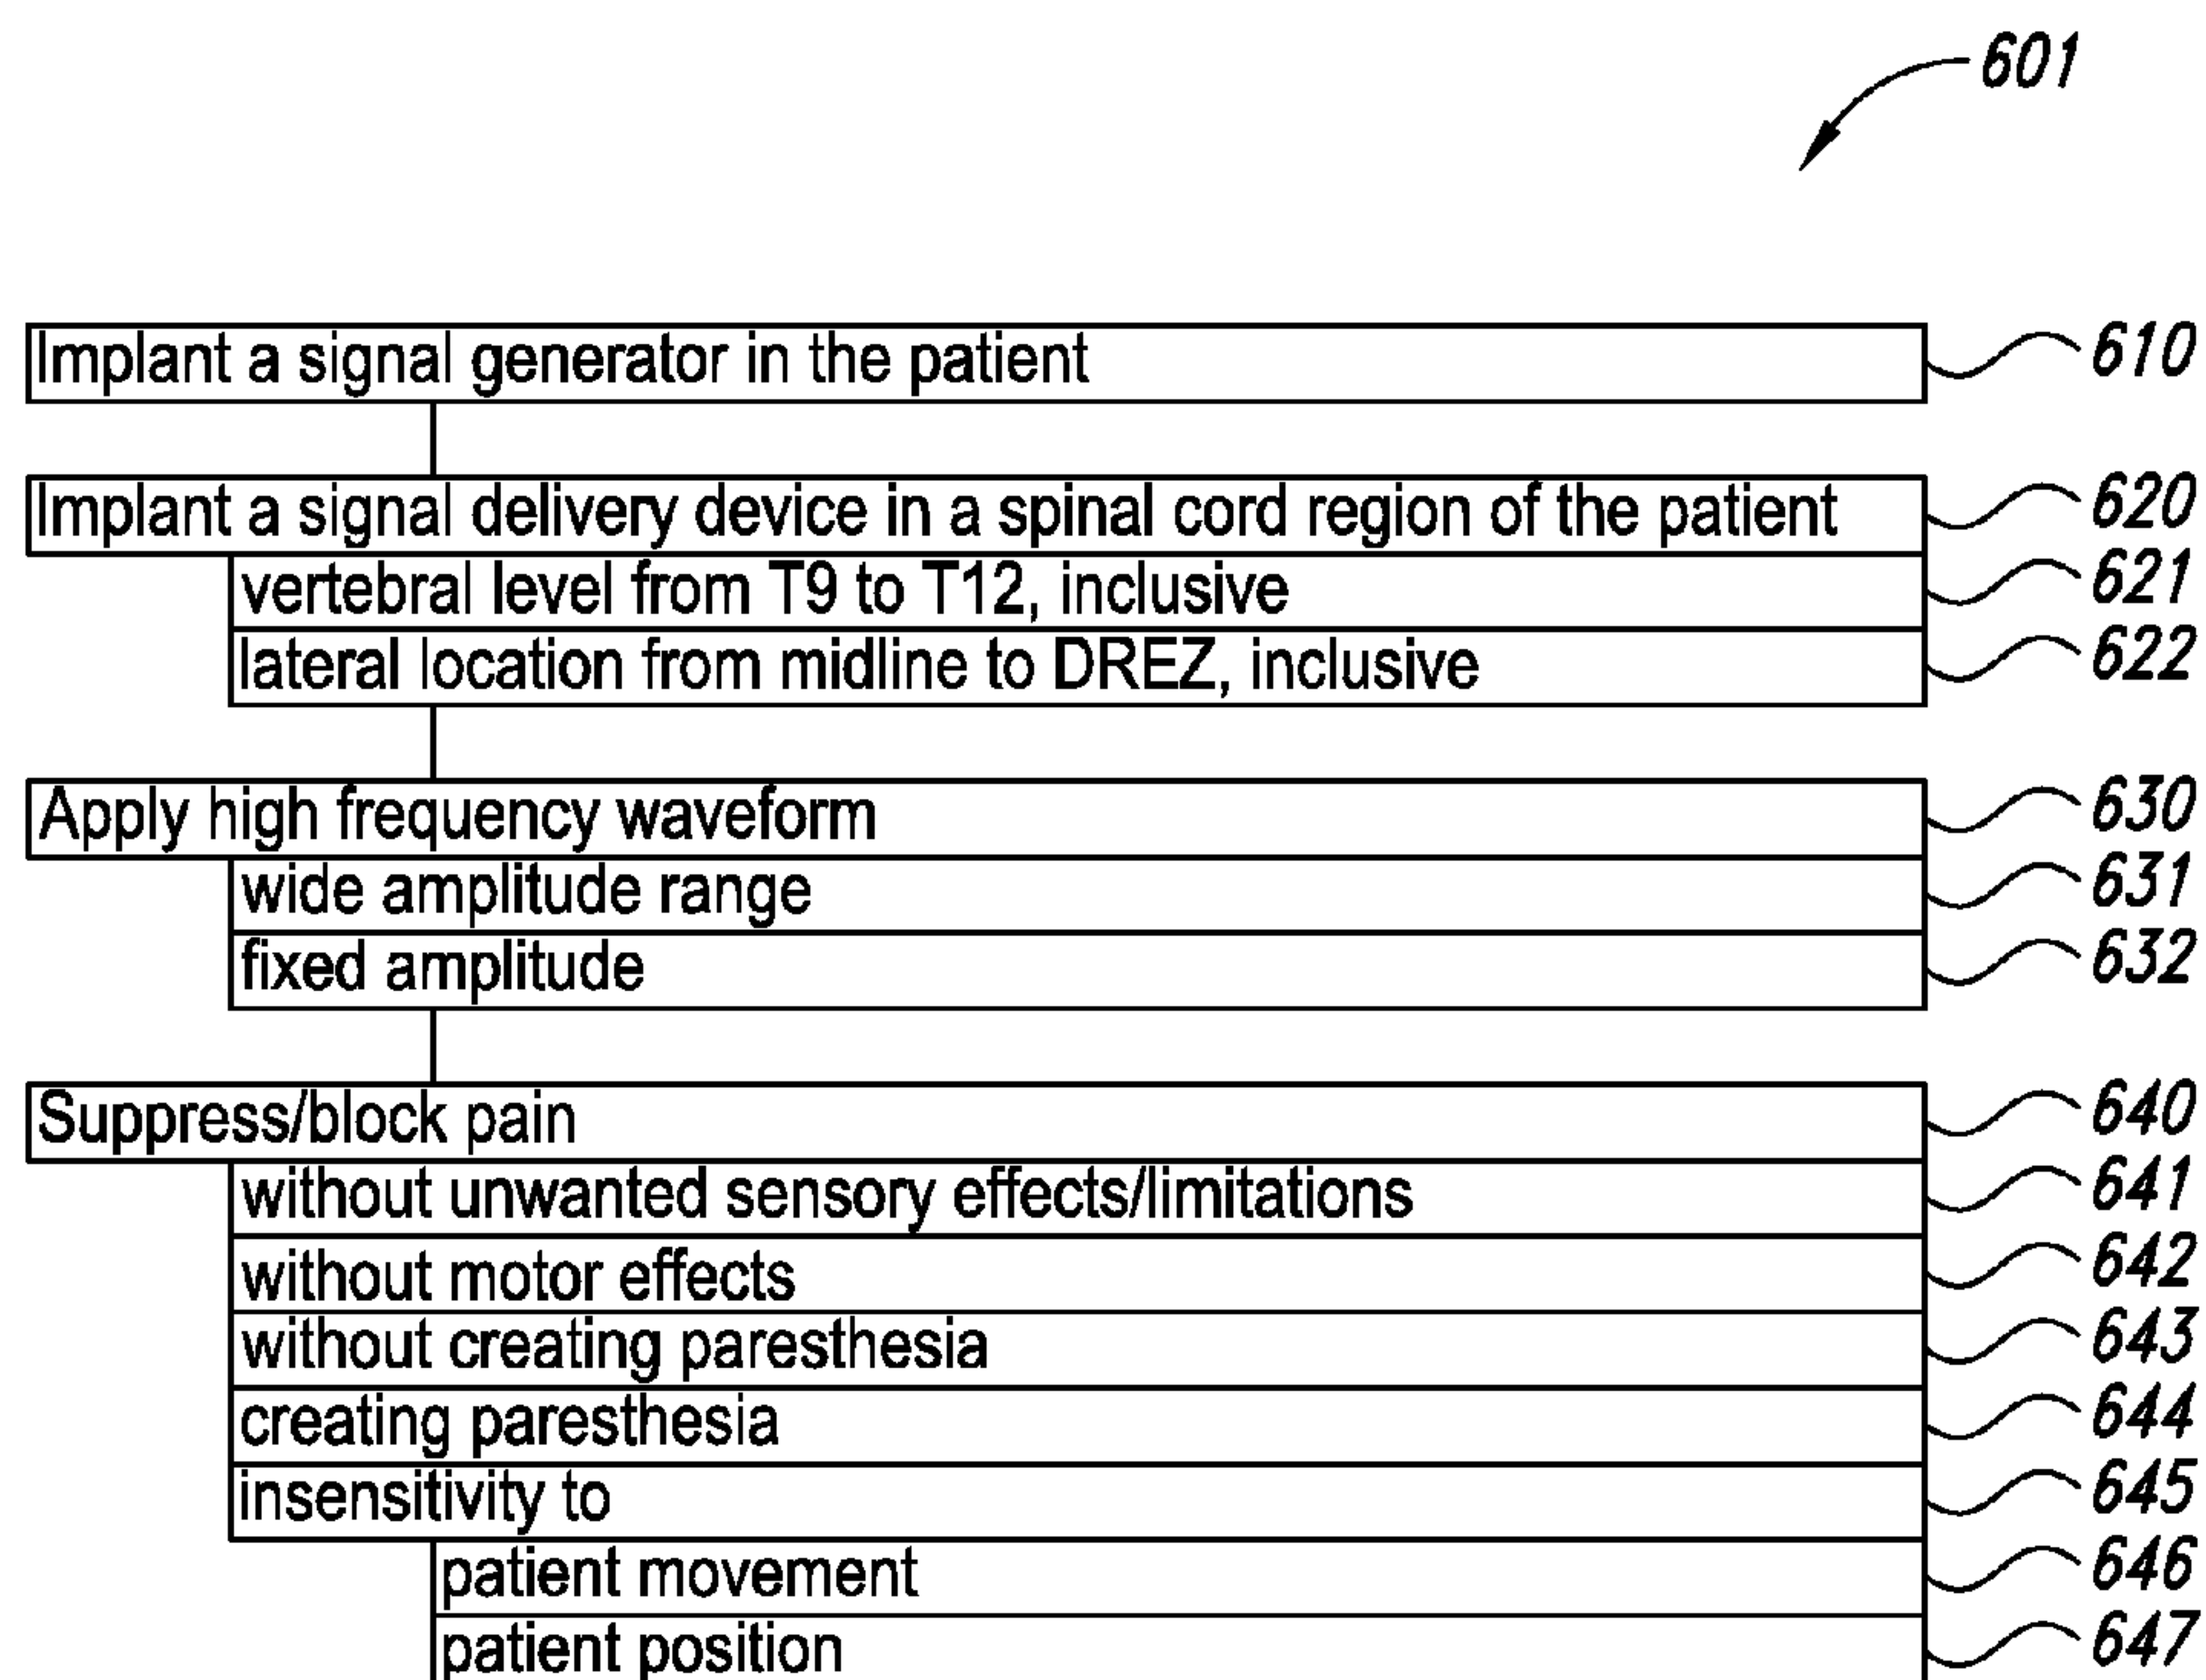 601
Implant a signal generator in the patient 610
Implant a signal delivery device in a spinal cord region of the patient 620
vertebral level from T9 to T12, inclusive 621
lateral location from midline to DREZ, inclusive 622
Apply high frequency waveform 630
wide amplitude range 631
fixed amplitude 632
Suppress/block pain 640
without unwanted sensory effects/limitations 641
without motor effects 642
without creating paresthesia 643
creating paresthesia 644
insensitivity to 645
patient movement 646
patient position 647